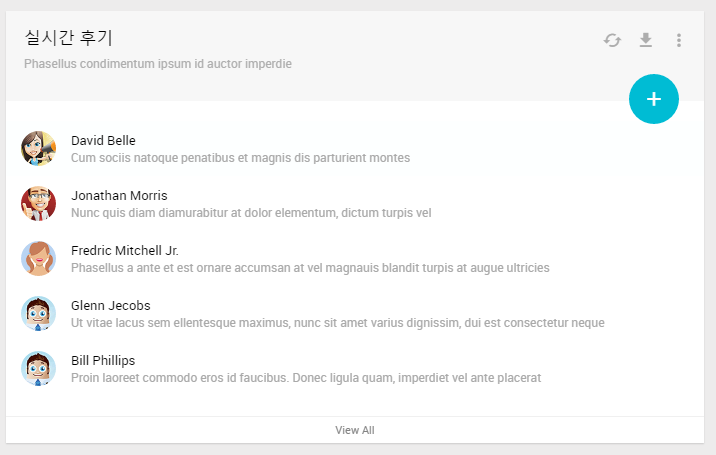 실시간 후기
Phasellus condimentum ipsum id auctor imperdie
David Belle
Cum sociis natoque penatibus et magnis dis parturient montes
Jonathan Morris
Nunc quis diam diamurabitur at dolor elementum, dictum turpis vel
Fredric Mitchell Jr.
Phasellus a ante et est ornare accumsan at vel magnauis blandit turpis at augue ultricies
Glenn Jecobs
Ut vitae lacus sem ellentesque maximus, nunc sit amet varius dignissim, dui est consectetur neque
Bill Phillips
Proin laoreet commodo eros id faucibus. Donec ligula quam, imperdiet vel ante placerat
View All